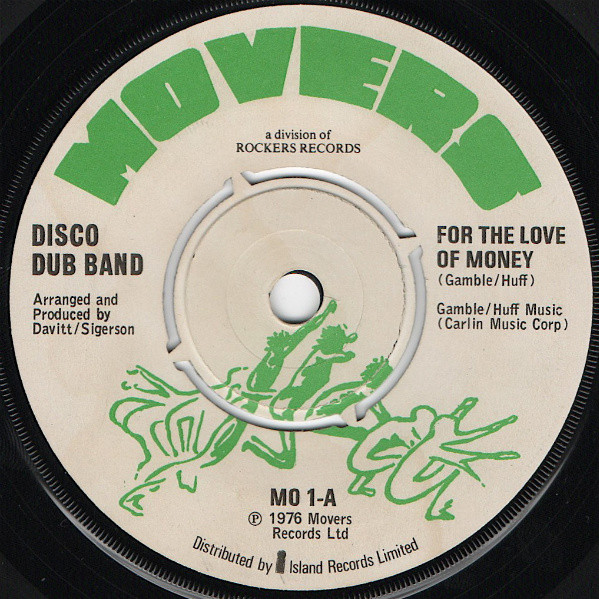 MOVERS
a division of
ROCKERS RECORDS
DISCO
DUB BAND
Arranged and
Produced by
Davitt/Sigerson
FOR THE LOVE
OF MONEY
(Gamble/Huff)
Gamble/Huff Music
(Carlin Music Corp)
MO 1-A
℗ 1976 Movers
Records Ltd
Distributed by Island Records Limited